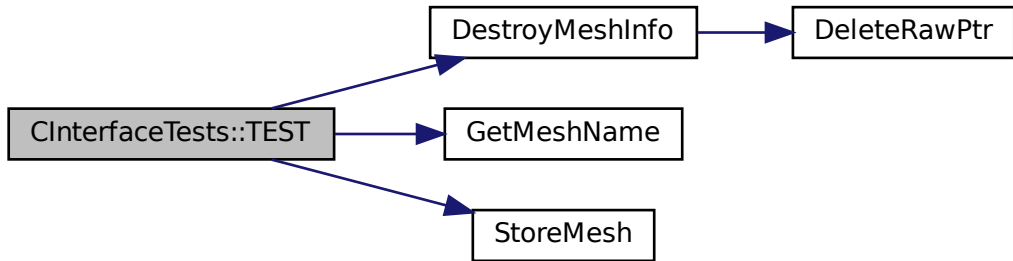 DestroyMeshInfo
DeleteRawPtr
CInterfaceTests::TEST
GetMeshName
StoreMesh